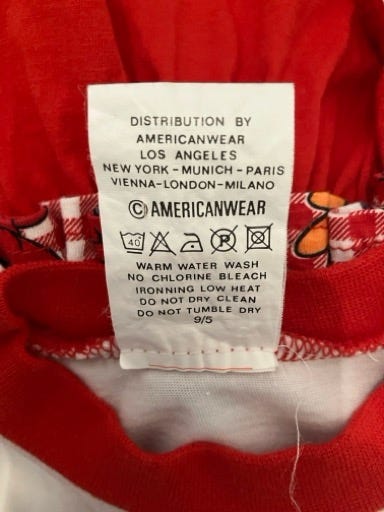 DISTRIBUTION BY
AMERICANWEAR
LOS ANGELES
NEW YORK - MUNICH - PARIS
VIENNA-LONDON-MILANO
©AMERICANWEAR
40 P
WARM WATER WASH
NO CHLORINE BLEACH
IRONNING LOW HEAT
DO NOT DRY CLEAN
DO NOT TUMBLE DRY
9/5